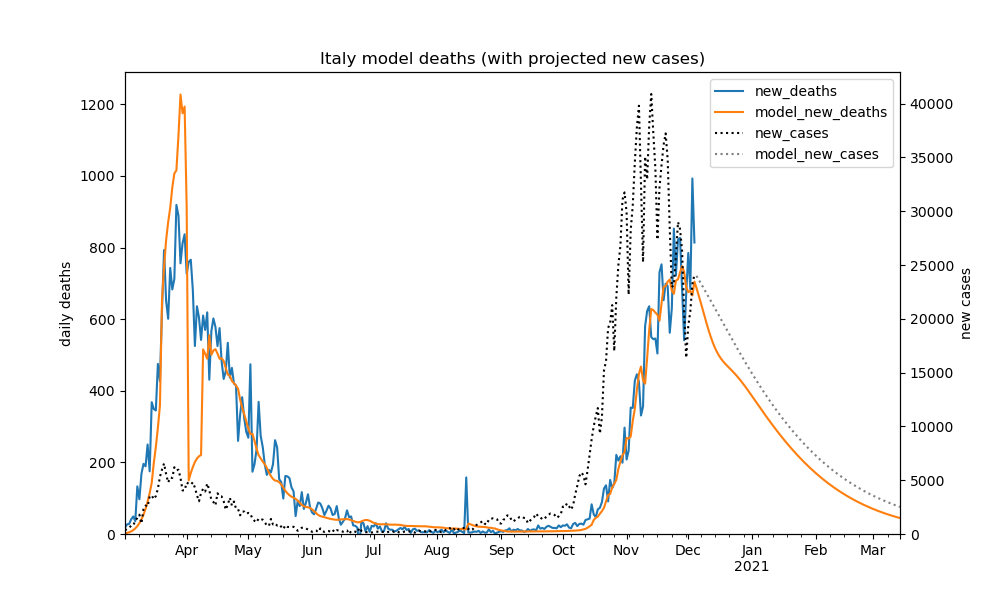 Italy model deaths (with projected new cases)
new_deaths
model_new_deaths
new_cases
model_new_cases
daily deaths
1200
1000
800
600
400
200
0
new cases
40000
35000
30000
25000
20000
15000
10000
5000
0
Apr May Jun Jul Aug Sep Oct Nov Dec Jan Feb Mar
2021